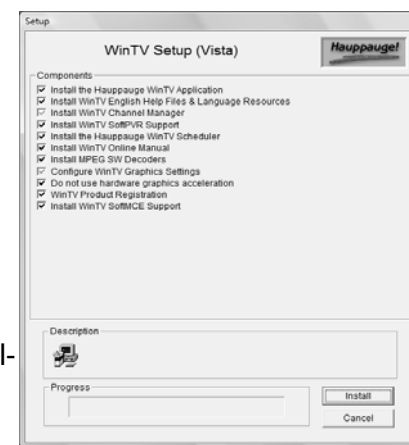 Setup
WinTV Setup (Vista)
Hauppauge!
Components
Install the Hauppauge WinTV Application
Install WinTV English Help Files & Language Resources
Install WinTV Channel Manager
Install WinTV SoftPVR Support
Install the Hauppauge WinTV Scheduler
Install WinTV Online Manual
Install MPEG SW Decoders
Configure WinTV Graphics Settings
Do not use hardware graphics acceleration
WinTV Product Registration
Install WinTV SoftMCE Support
l-
Description
Progress
Install
Cancel